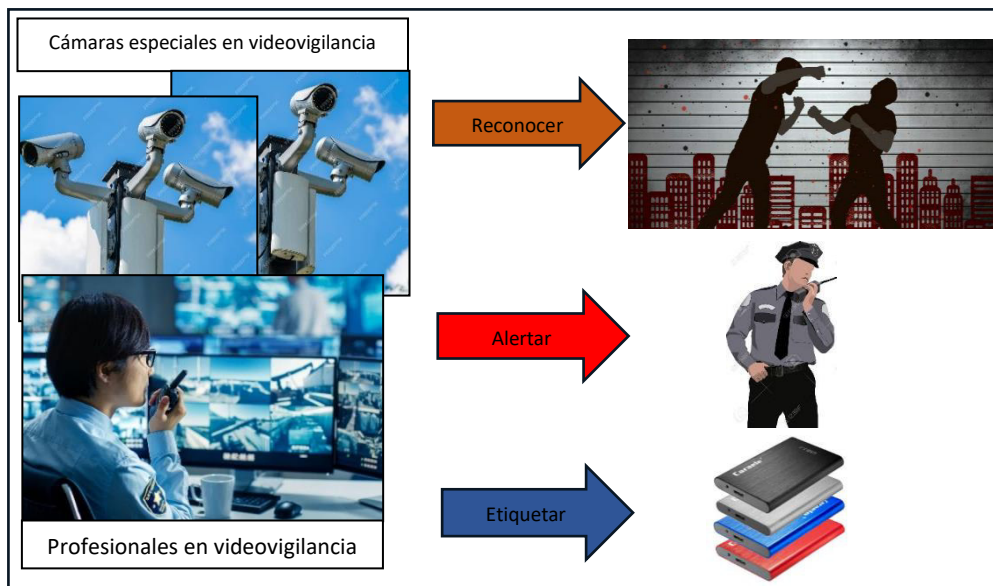 Cámaras especiales en videovigilancia
Reconocer
Alertar
Profesionales en videovigilancia
Etiquetar